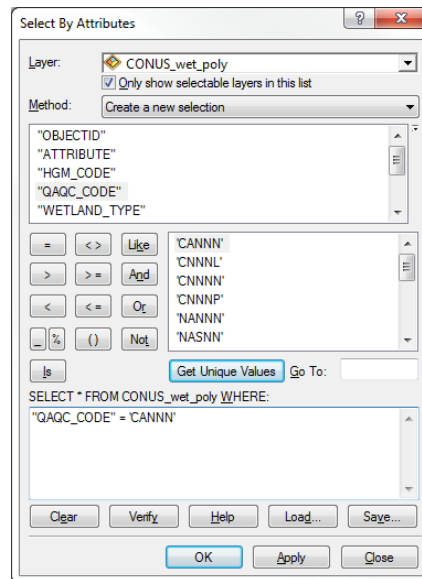 Select By Attributes
Layer: CONUS_wet_poly
Only show selectable layers in this list
Method: Create a new selection
"OBJECTID"
"ATTRIBUTE"
"HGM_CODE"
"QAQC_CODE"
"WETLAND_TYPE"
= < > Like
> > = And
< < = Or
_ % ( ) Not
Is
'CANNN'
'CNNNL'
'CNNNN'
'CNNNP'
'NANNN'
'NASNN'
Get Unique Values Go To:
SELECT * FROM CONUS_wet_poly WHERE:
"QAQC_CODE" = 'CANNN'
Clear Verify Help Load... Save...
OK Apply Close